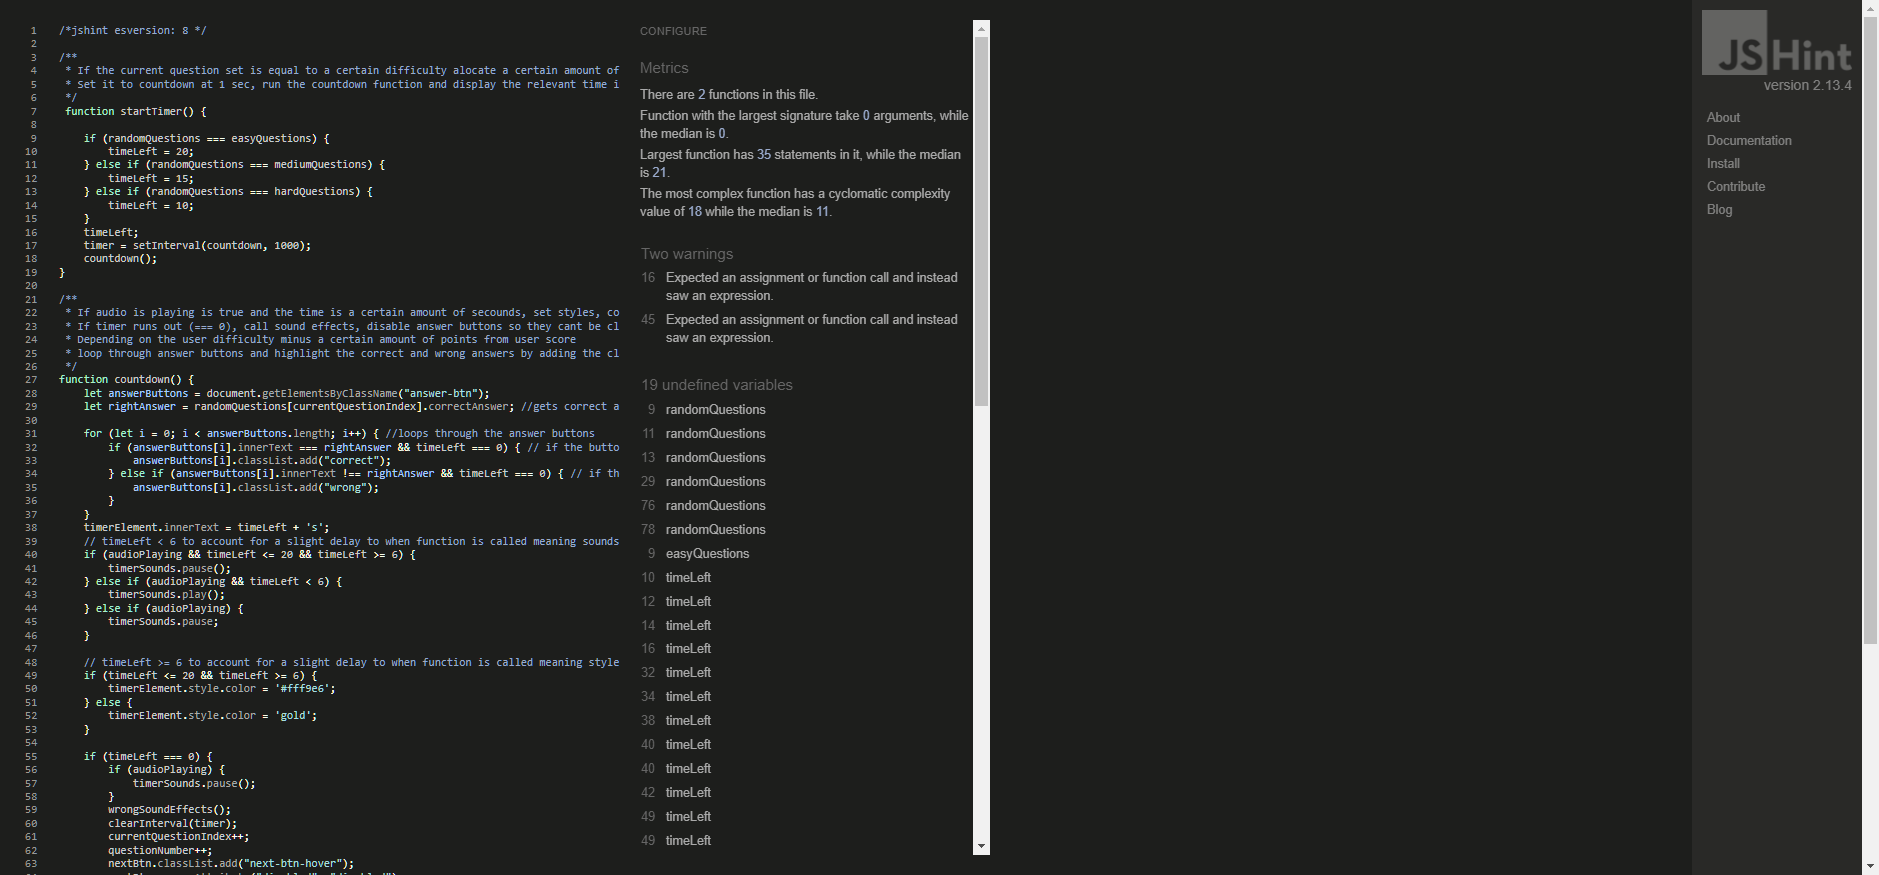 1 /*jshint esversion: 8 */
2
3 /**
4 * If the current question set is equal to a certain difficulty alocate a certain amount of
5 * Set it to countdown at 1 sec, run the countdown function and display the relevant time i
6 */
7 function startTimer() {
8
9 if (randomQuestions === easyQuestions) {
10 timeLeft = 20;
11 } else if (randomQuestions === mediumQuestions) {
12 timeLeft = 15;
13 } else if (randomQuestions === hardQuestions) {
14 timeLeft = 10;
15 }
16 timeLeft;
17 timer = setInterval(countdown, 1000);
18 countdown();
19 }
20
21 /**
22 * If audio is playing is true and the time is a certain amount of secounds, set styles, co
23 * If timer runs out (=== 0), call sound effects, disable answer buttons so they cant be cl
24 * Depending on the user difficulty minus a certain amount of points from user score
25 * loop through answer buttons and highlight the correct and wrong answers by adding the cl
26 */
27 function countdown() {
28 let answerButtons = document.getElementsByClassName("answer-btn");
29 let rightAnswer = randomQuestions[currentQuestionIndex].correctAnswer; //gets correct a
30
31 for (let i = 0; i < answerButtons.length; i++) { //loops through the answer buttons
32 if (answerButtons[i].innerText === rightAnswer && timeLeft === 0) { // if the butto
33 answerButtons[i].classList.add("correct");
34 } else if (answerButtons[i].innerText !== rightAnswer && timeLeft === 0) { // if th
35 answerButtons[i].classList.add("wrong");
36 }
37 }
38 timerElement.innerText = timeLeft + 's';
39 // timeLeft < 6 to account for a slight delay to when function is called meaning sounds
40 if (audioPlaying && timeLeft <= 20 && timeLeft >= 6) {
41 timerSounds.pause();
42 } else if (audioPlaying && timeLeft < 6) {
43 timerSounds.play();
44 } else if (audioPlaying) {
45 timerSounds.pause;
46 }
47
48 // timeLeft >= 6 to account for a slight delay to when function is called meaning style
49 if (timeLeft <= 20 && timeLeft >= 6) {
50 timerElement.style.color = '#fff9e6';
51 } else {
52 timerElement.style.color = 'gold';
53 }
54
55 if (timeLeft === 0) {
56 if (audioPlaying) {
57 timerSounds.pause();
58 }
59 wrongSoundEffects();
60 clearInterval(timer);
61 currentQuestionIndex++;
62 questionNumber++;
63 nextBtn.classList.add("next-btn-hover");
CONFIGURE
Metrics
There are 2 functions in this file.
Function with the largest signature take 0 arguments, while
the median is 0.
Largest function has 35 statements in it, while the median
is 21.
The most complex function has a cyclomatic complexity
value of 18 while the median is 11.
Two warnings
16 Expected an assignment or function call and instead
saw an expression.
45 Expected an assignment or function call and instead
saw an expression.
19 undefined variables
9 randomQuestions
11 randomQuestions
13 randomQuestions
29 randomQuestions
76 randomQuestions
78 randomQuestions
9 easyQuestions
10 timeLeft
12 timeLeft
14 timeLeft
16 timeLeft
32 timeLeft
34 timeLeft
38 timeLeft
40 timeLeft
40 timeLeft
42 timeLeft
49 timeLeft
49 timeLeft
JSHint
version 2.13.4
About
Documentation
Install
Contribute
Blog